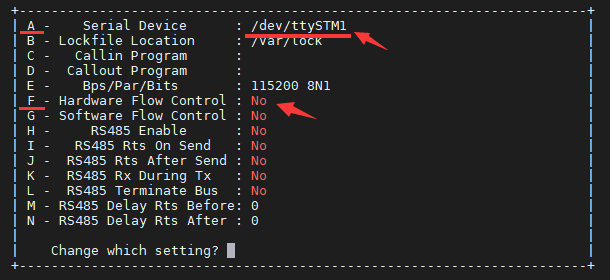 +-----------------------------------------------------------------------+
| A -    Serial Device      : /dev/ttySTM1                              |
| B - Lockfile Location     : /var/lock                                 |
| C -   Callin Program      :                                           |
| D -  Callout Program      :                                           |
| E -    Bps/Par/Bits       : 115200 8N1                                |
| F - Hardware Flow Control : No                                        |
| G - Software Flow Control : No                                        |
| H -     RS485 Enable      : No                                        |
| I -   RS485 Rts On Send   : No                                        |
| J -  RS485 Rts After Send : No                                        |
| K -  RS485 Rx During Tx   : No                                        |
| L -  RS485 Terminate Bus  : No                                        |
| M - RS485 Delay Rts Before: 0                                         |
| N - RS485 Delay Rts After : 0                                         |
|                                                                       |
|    Change which setting?                                              |
+-----------------------------------------------------------------------+